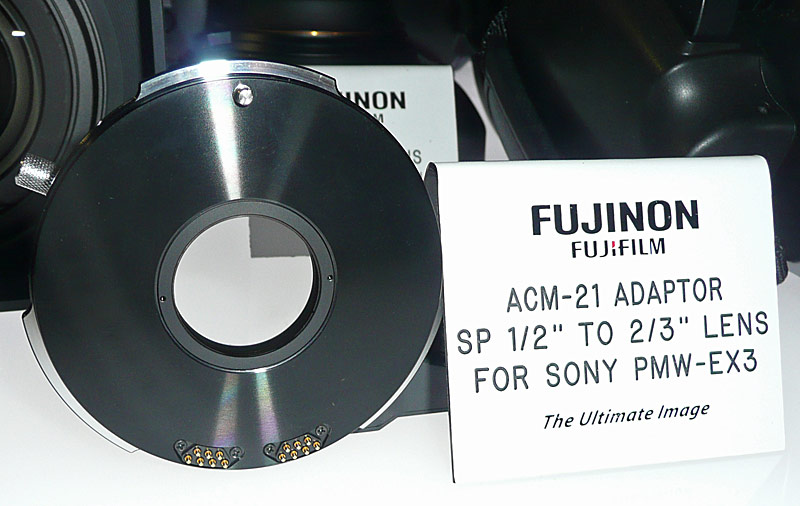 FUJINON
FUJIFILM
ACM-21 ADAPTOR
SP 1/2" TO 2/3" LENS
FOR SONY PMW-EX3
The Ultimate Image